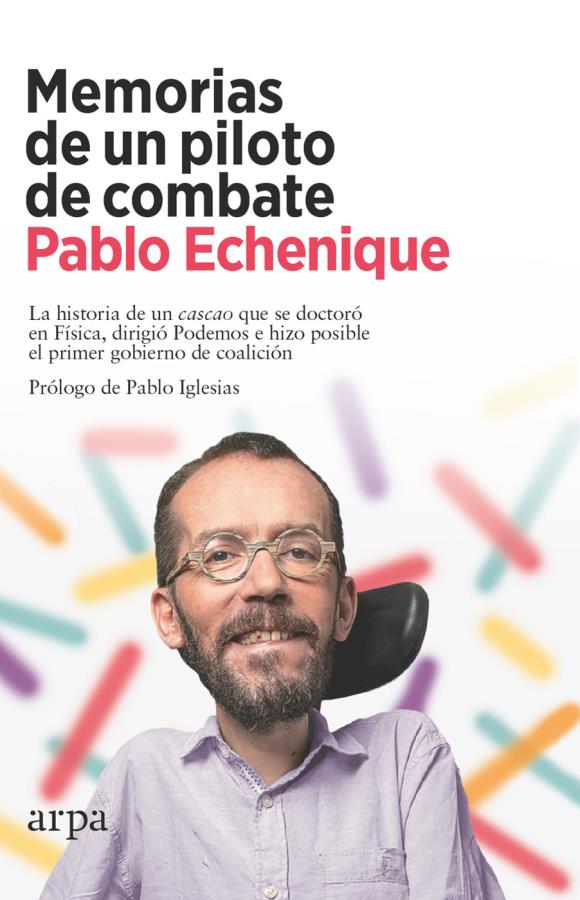 Memorias
de un piloto
de combate
Pablo Echenique
La historia de un cascao que se doctoró
en Física, dirigió Podemos e hizo posible
el primer gobierno de coalición
Prólogo de Pablo Iglesias
arpa